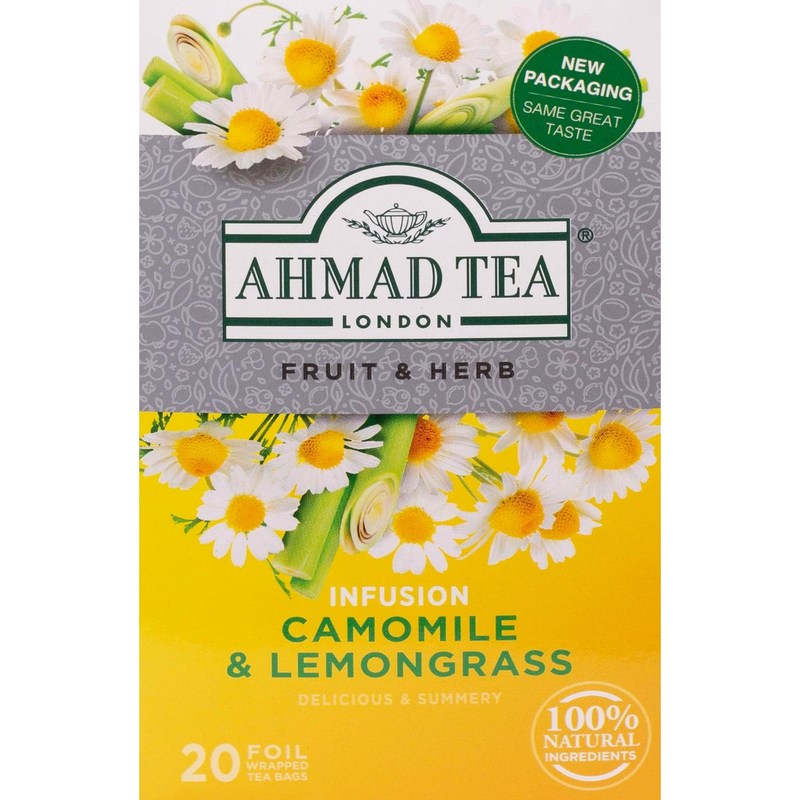 NEW
PACKAGING
SAME GREAT
TASTE
AHMAD TEA®
LONDON
FRUIT & HERB
INFUSION
CAMOMILE
& LEMONGRASS
DELICIOUS & SUMMERY
20 FOIL
WRAPPED
TEA BAGS
100%
NATURAL
INGREDIENTS